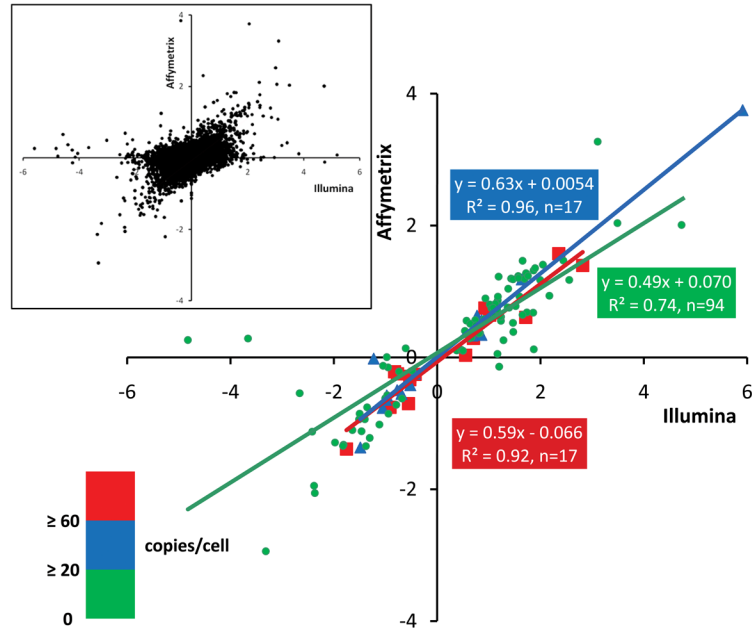 4
Affymetrix
2
-6
-4
-2
0
2
4
6
Illumina
-2
-4
4
Affymetrix
y = 0.63x + 0.0054
R² = 0.96, n=17
2
y = 0.49x + 0.070
R² = 0.74, n=94
0
-6
-4
-2
0
2
4
6
Illumina
y = 0.59x - 0.066
R² = 0.92, n=17
-2
-4
≥ 60
copies/cell
≥ 20
0